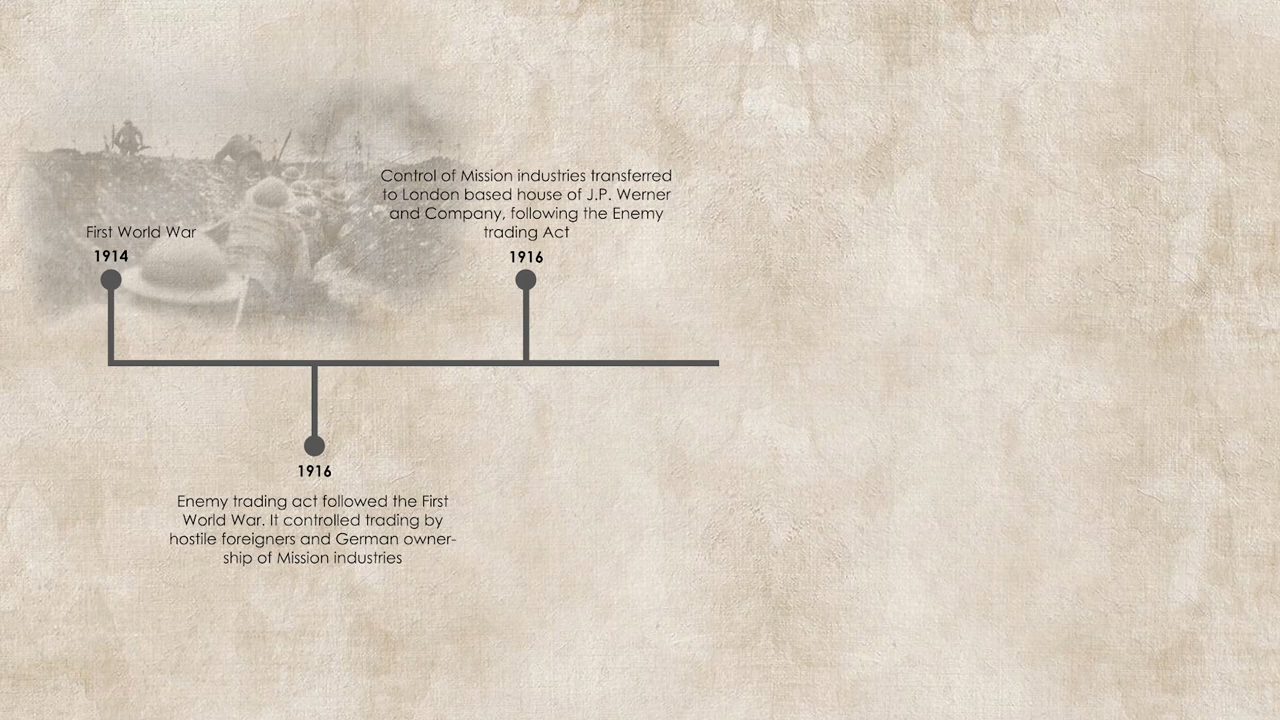 First World War
1914
Control of Mission industries transferred
to London based house of J.P. Werner
and Company, following the Enemy
trading Act
1916
1916
Enemy trading act followed the First
World War. It controlled trading by
hostile foreigners and German owner-
ship of Mission industries